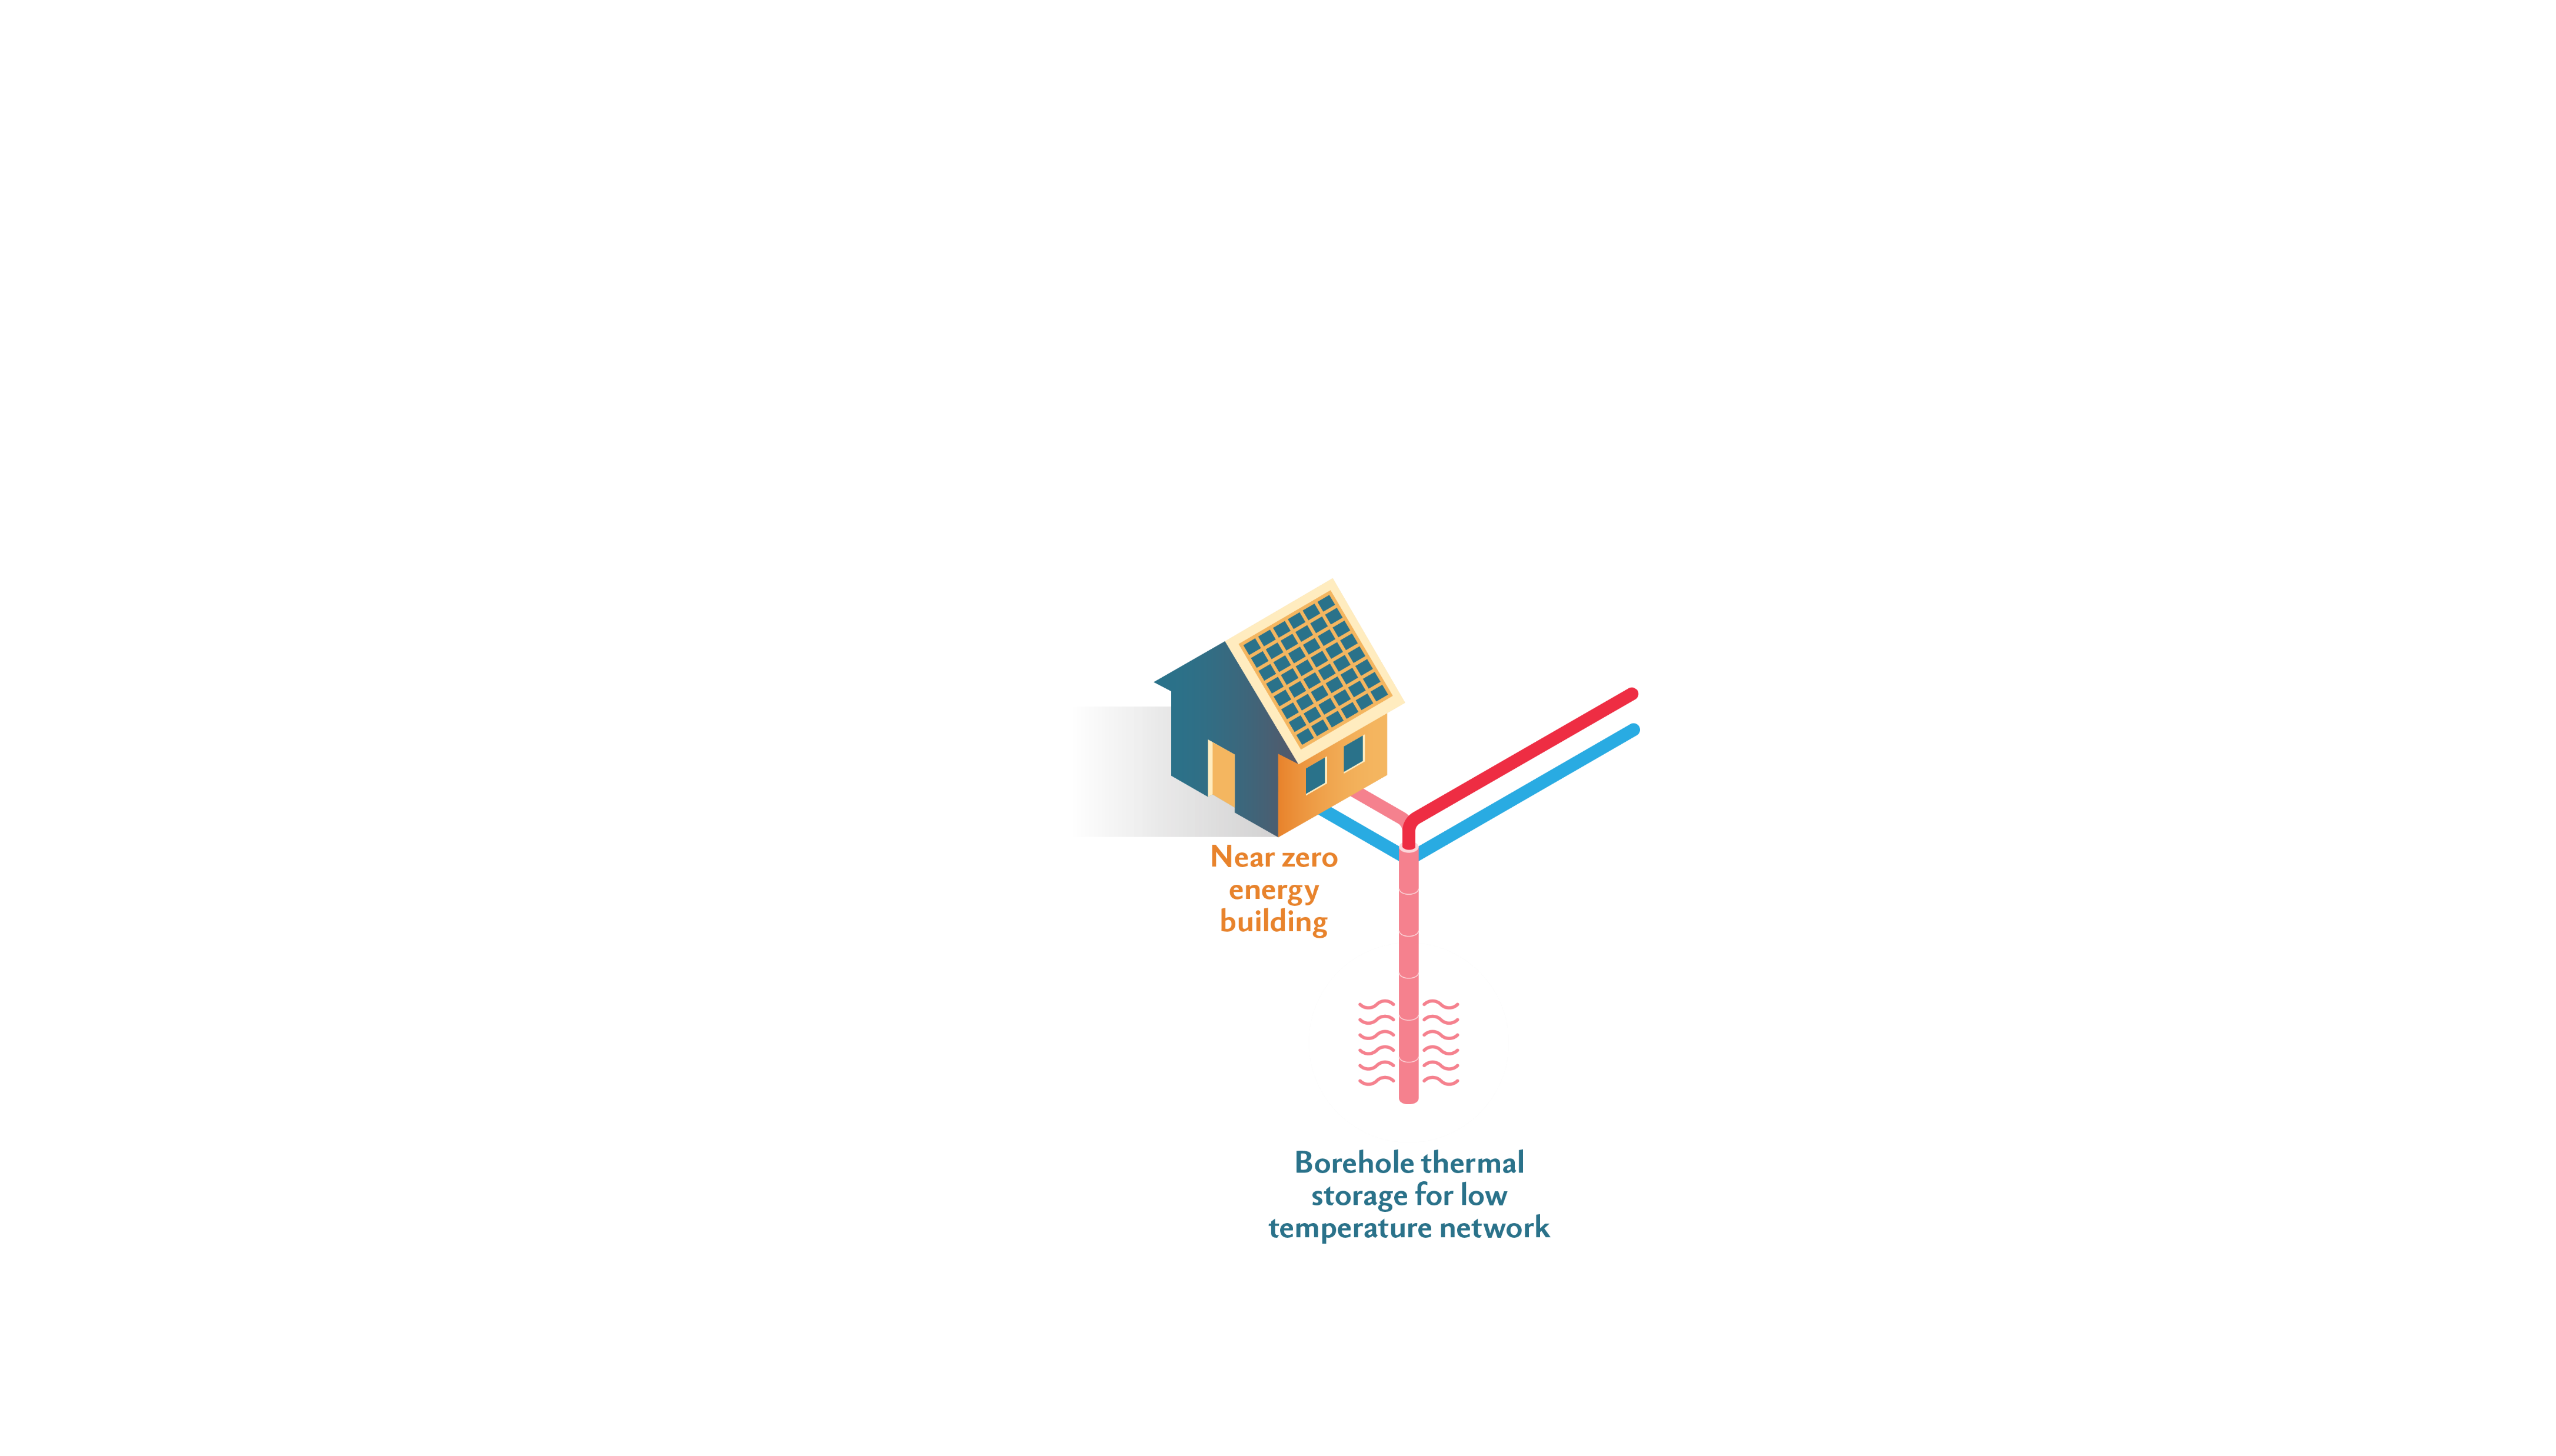 Near zero
energy
building
Borehole thermal
storage for low
temperature network